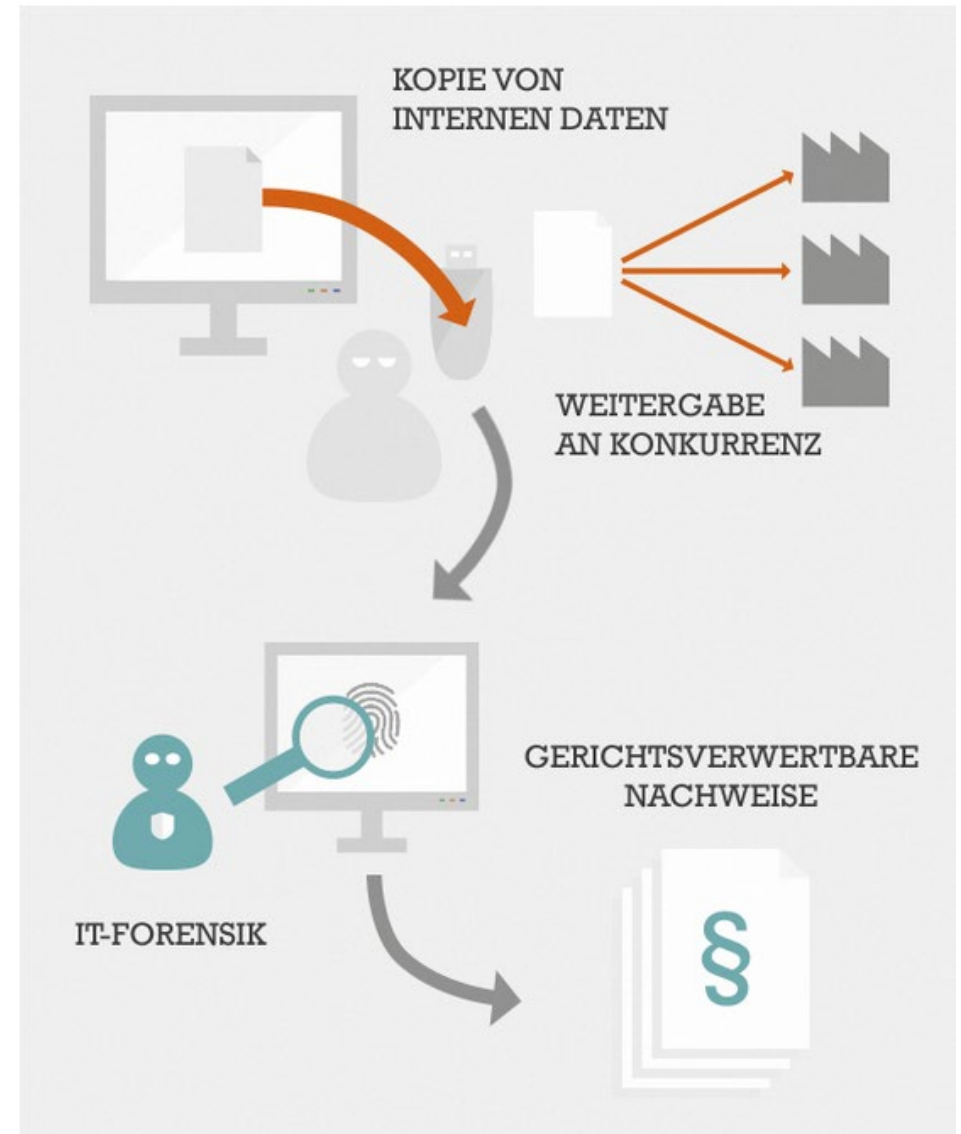 KOPIE VON
INTERNEN DATEN
WEITERGABE
AN KONKURRENZ
GERICHTSVERWERTBARE
NACHWEISE
IT-FORENSIK
§